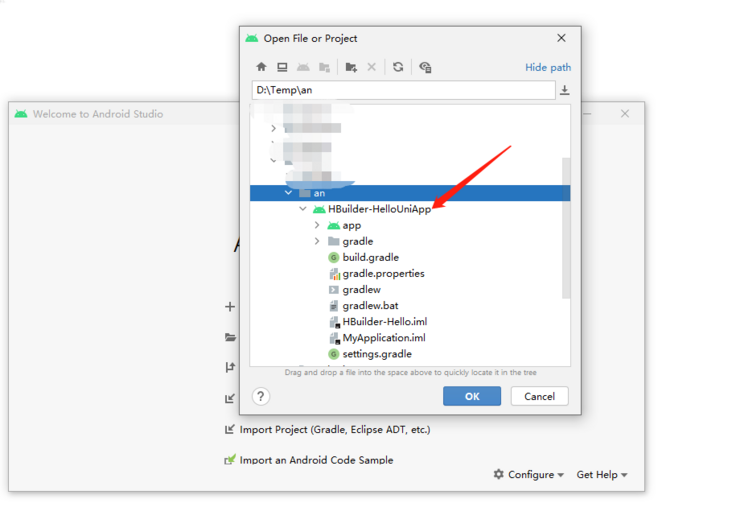 Open File or Project
Hide path
D:\Temp\an
Welcome to Android Studio
an
HBuilder-HelloUniApp
app
gradle
build.gradle
gradle.properties
gradlew
gradlew.bat
HBuilder-Hello.iml
MyApplication.iml
settings.gradle
Drag and drop a file into the space above to quickly locate it in the tree
?
OK
Cancel
Import Project (Gradle, Eclipse ADT, etc.)
Import an Android Code Sample
Configure
Get Help